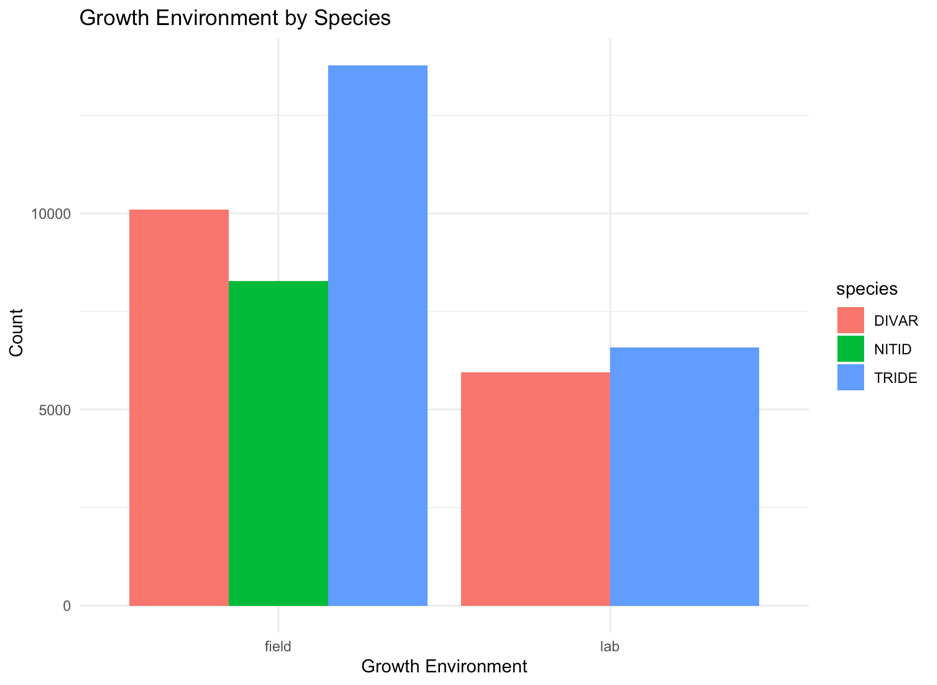 Growth Environment by Species
Count
10000
5000
0
field
lab
Growth Environment
species
DIVAR
NITID
TRIDE